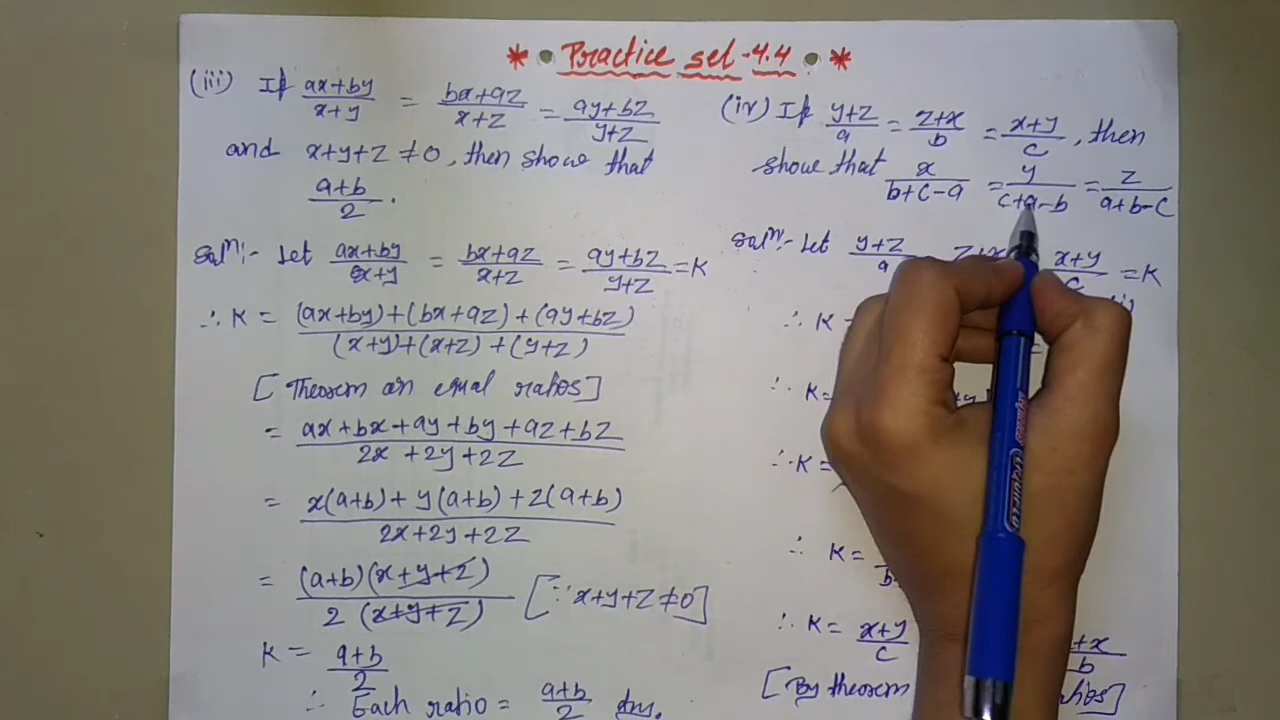 * • Practice set - 4.4 • *
(iii) If ax+by/x+y = bx+az/x+z = ay+bz/y+z
and x+y+z ≠ 0, then show that
a+b/2.
Solⁿ:- Let ax+by/x+y = bx+az/x+z = ay+bz/y+z = K
∴ K = (ax+by)+(bx+az)+(ay+bz)/(x+y)+(x+z)+(y+z)
[Theorem on equal ratios]
= ax+bx+ay+by+az+bz/2x+2y+2z
= x(a+b)+y(a+b)+z(a+b)/2x+2y+2z
= (a+b)(x+y+z)/2(x+y+z) [∵ x+y+z ≠ 0]
K = a+b/2
∴ Each ratio = a+b/2
(iv) If y+z/a = z+x/b = x+y/c, then
show that x/b+c-a = y/c+a-b = z/a+b-c
Solⁿ:- Let y+z/a x+y/c = K
∴ K
∴ K =
∴ K =
∴ K =
∴ K = x+y/c +x/b
[By theorem ratios]